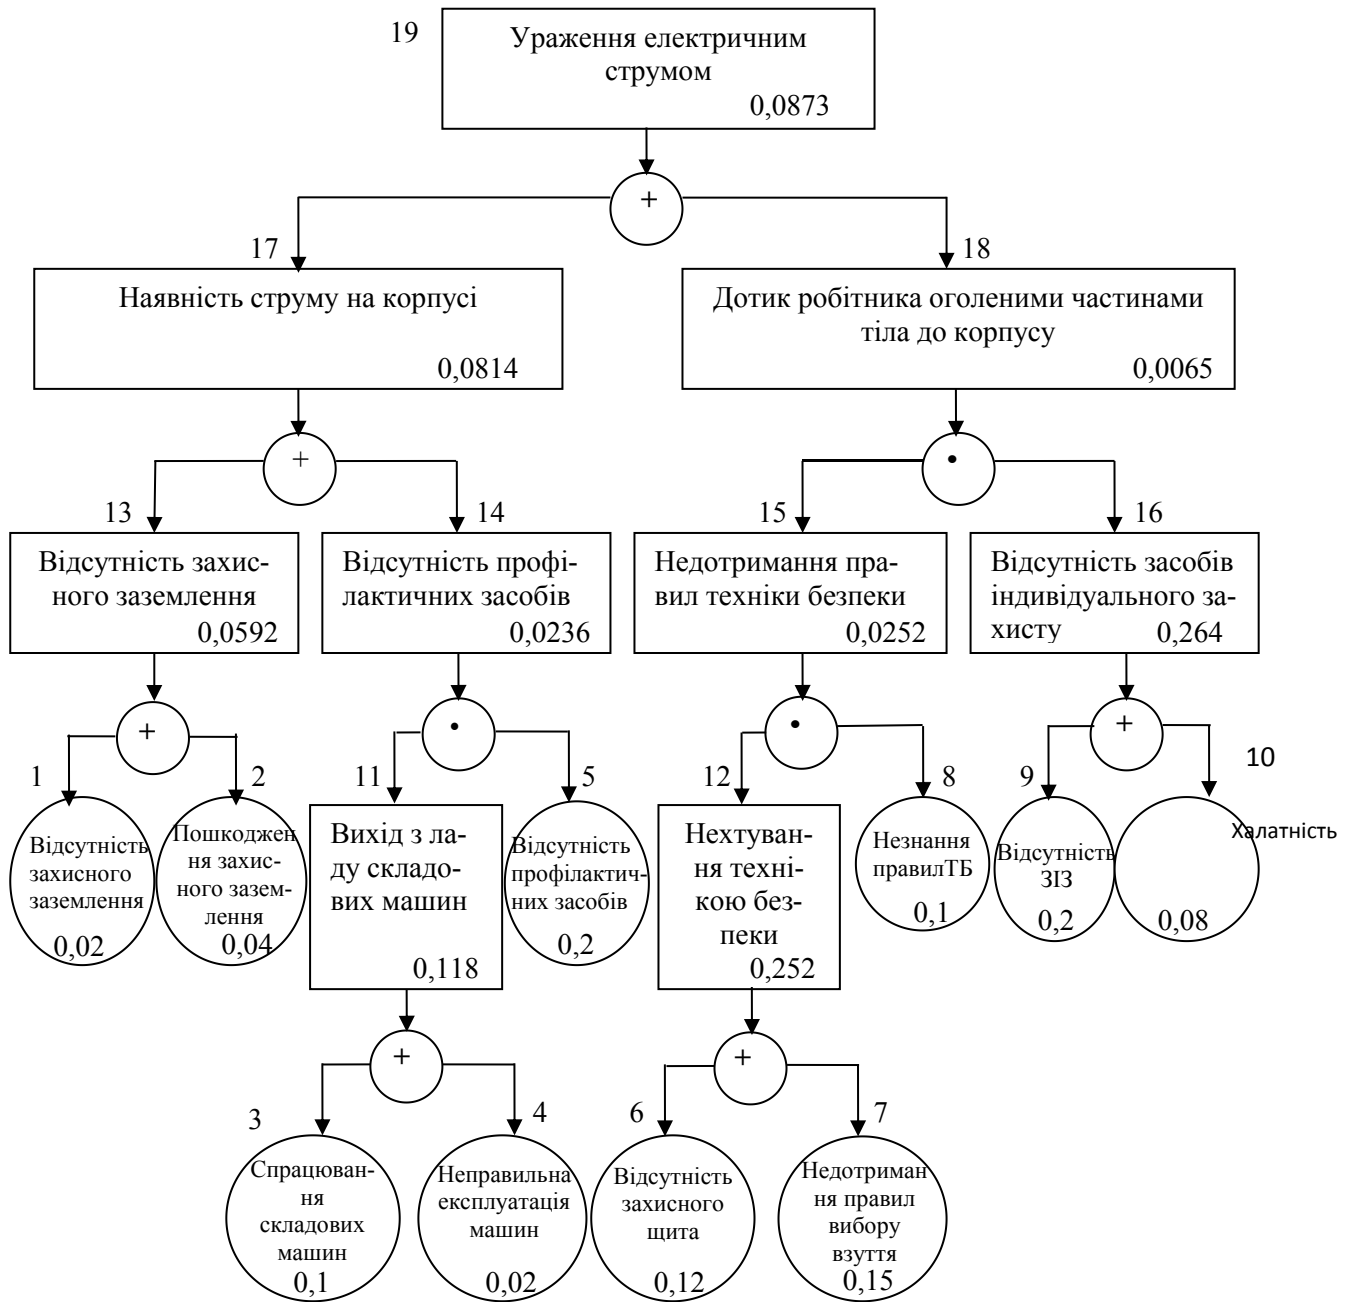 19
Ураження електричним
струмом
0,0873
+
17
18
Наявність струму на корпусі
0,0814
Дотик робітника оголеними частинами
тіла до корпусу
0,0065
+
•
13
14
15
16
Відсутність захис-
ного заземлення
0,0592
Відсутність профі-
лактичних засобів
0,0236
Недотримання пра-
вил техніки безпеки
0,0252
Відсутність засобів
індивідуального за-
хисту
0,264
+
•
•
+
1
2
11
5
12
8
9
10
Відсутність
захисного
заземлення
0,02
Пошкоджен
ня захис-
ного зазем-
лення
0,04
Вихід з ла-
ду складо-
вих машин
0,118
Відсутність
профілактич-
них засобів
0,2
Нехтуван-
ня техні-
кою без-
пеки
0,252
Незнання
правилТБ
0,1
Відсутність
ЗІЗ
0,2
Халатність
0,08
+
+
3
4
6
7
Спрацюван-
ня
складових
машин
0,1
Неправильна
експлуатація
машин
0,02
Відсутність
захисного
щита
0,12
Недотриман
ня правил
вибору
взуття
0,15